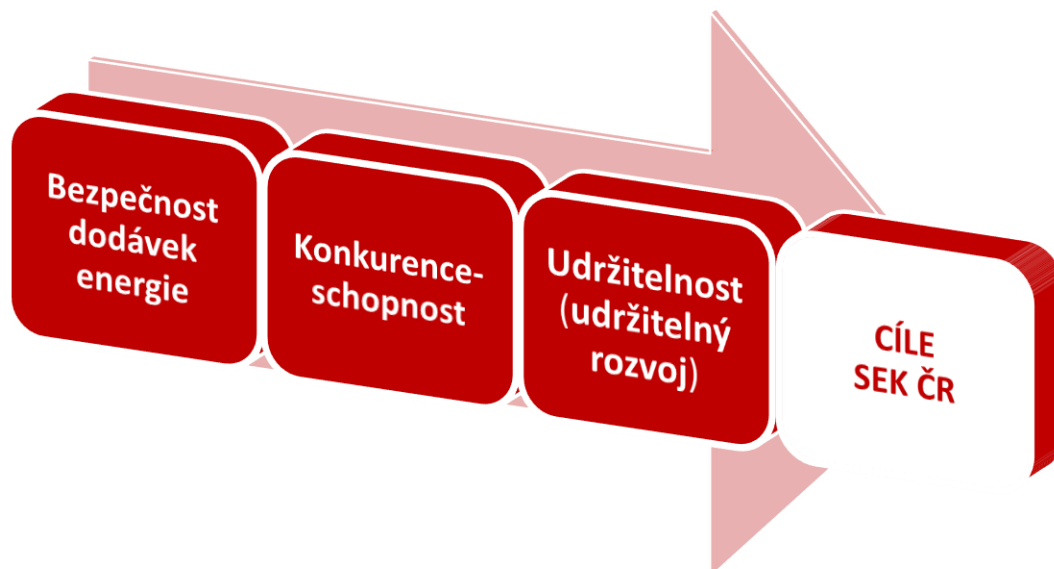 Bezpečnost
dodávek
energie
Konkurence-
schopnost
Udržitelnost
(udržitelný
rozvoj)
CÍLE
SEK ČR